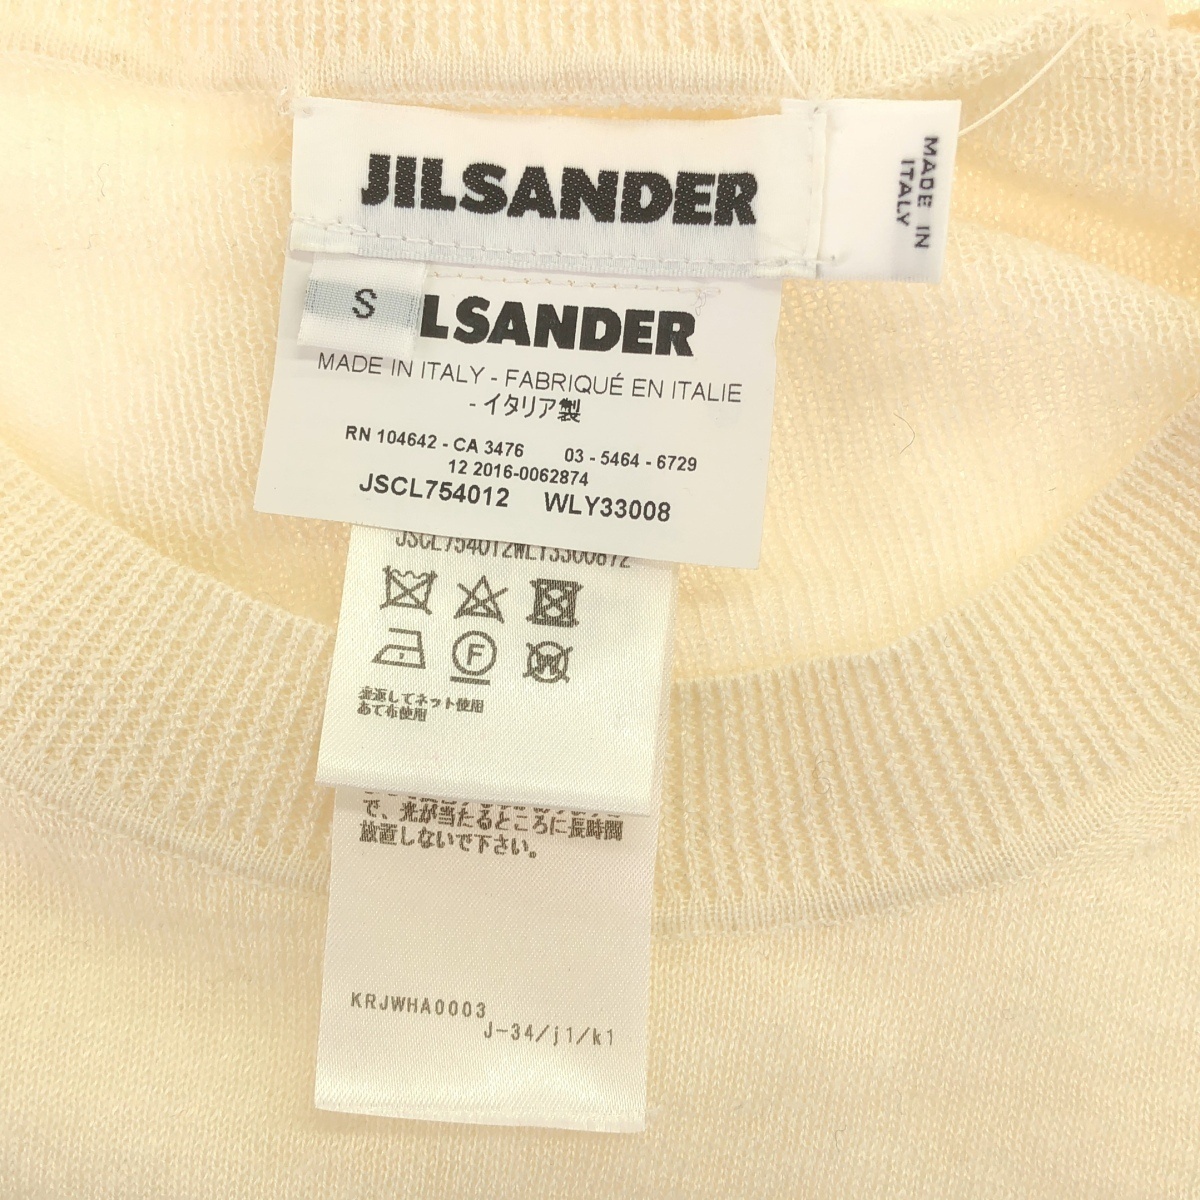 JILSANDER
MADE IN
ITALY
S
LSANDER
MADE IN ITALY - FABRIQUÉ EN ITALIE
- イタリア製
RN 104642 - CA 3476 03 - 5464 - 6729
12 2016-0062874
JSCL754012 WLY33008
JSCL754012WLY3300872
F
W
裏返してネット使用
あて布使用
で、光が当たるところに長時間
放置しないで下さい。
KRJWHA0003
J-34/j1/k1